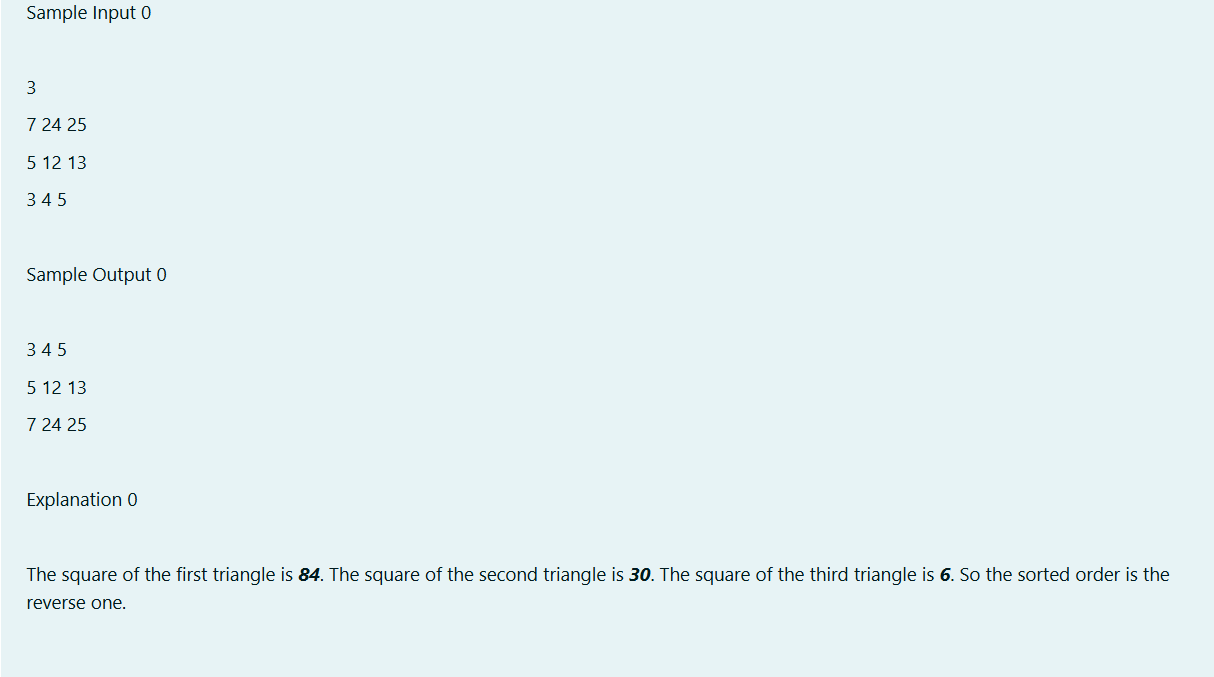 Sample Input 0
3
7 24 25
5 12 13
3 4 5
Sample Output 0
3 4 5
5 12 13
7 24 25
Explanation 0
The square of the first triangle is 84. The square of the second triangle is 30. The square of the third triangle is 6. So the sorted order is the
reverse one.